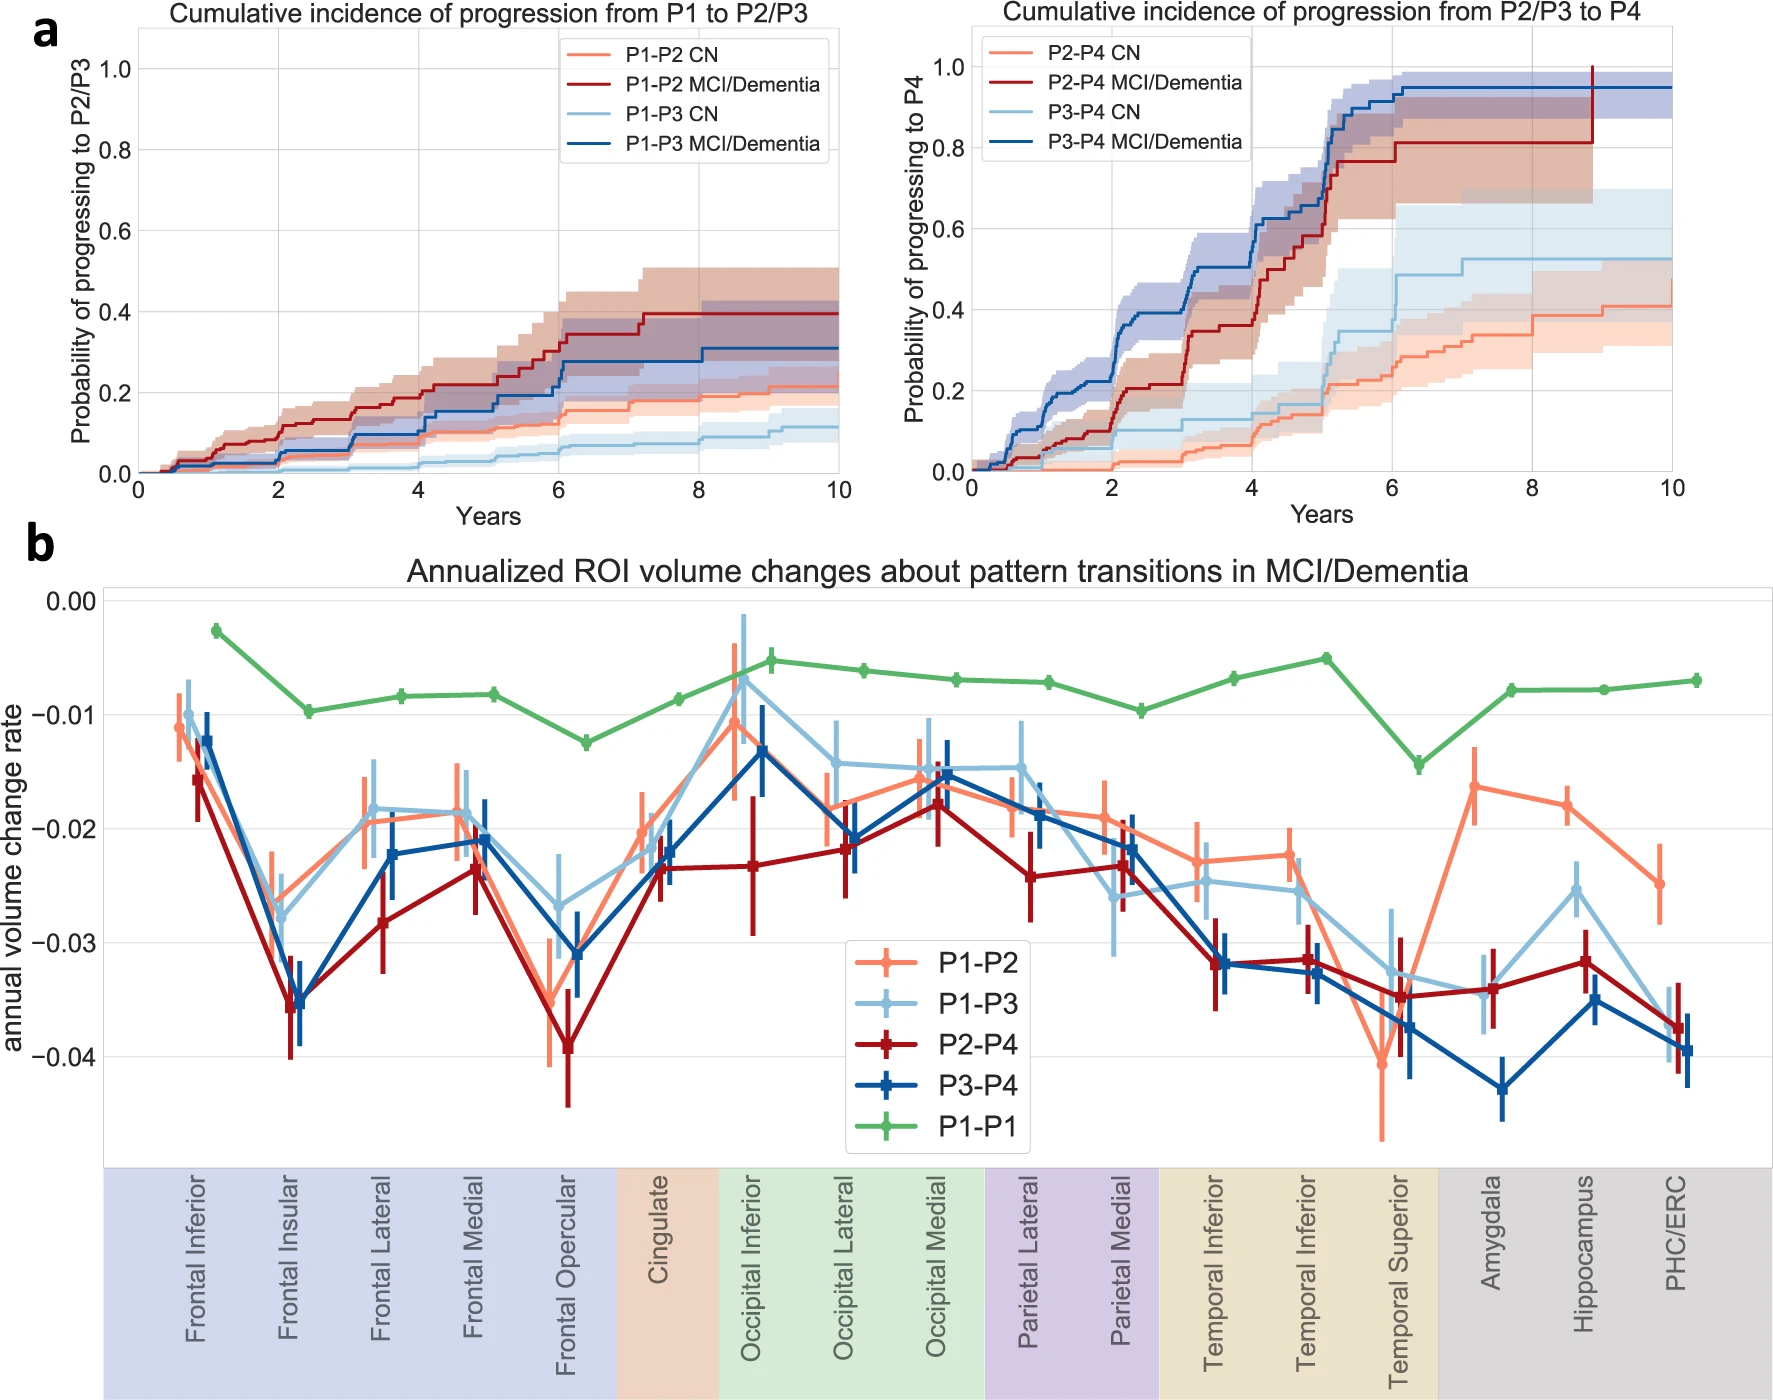 a
Cumulative incidence of progression from P1 to P2/P3
Probability of progressing to P2/P3
1.0
0.8
0.6
0.4
0.2
0.0
0
2
4
6
8
10
Years
P1-P2 CN
P1-P2 MCI/Dementia
P1-P3 CN
P1-P3 MCI/Dementia
Cumulative incidence of progression from P2/P3 to P4
Probability of progressing to P4
1.0
0.8
0.6
0.4
0.2
0.0
0
2
4
6
8
10
Years
P2-P4 CN
P2-P4 MCI/Dementia
P3-P4 CN
P3-P4 MCI/Dementia
b
Annualized ROI volume changes about pattern transitions in MCI/Dementia
annual volume change rate
0.00
−0.01
−0.02
−0.03
−0.04
P1-P2
P1-P3
P2-P4
P3-P4
P1-P1
Frontal Inferior
Frontal Insular
Frontal Lateral
Frontal Medial
Frontal Opercular
Cingulate
Occipital Inferior
Occipital Lateral
Occipital Medial
Parietal Lateral
Parietal Medial
Temporal Inferior
Temporal Inferior
Temporal Superior
Amygdala
Hippocampus
PHC/ERC